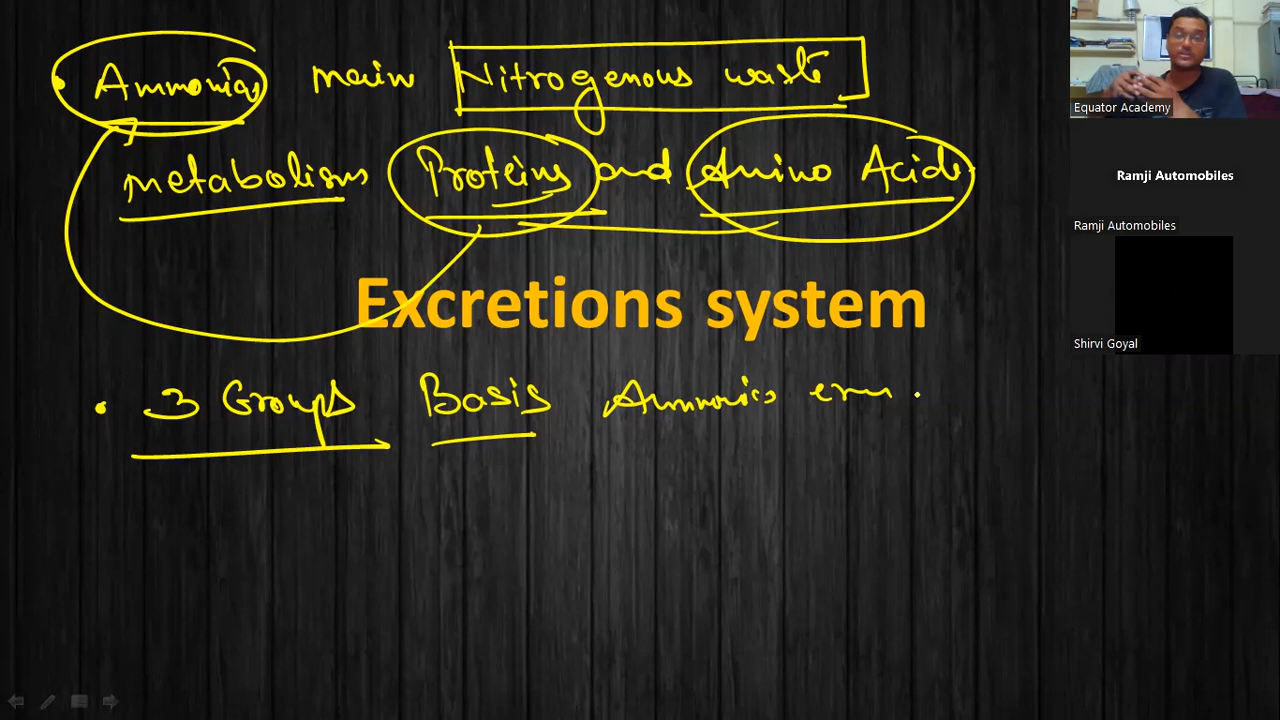 Ammonia main Nitrogenous waste
metabolism Proteins and Amino Acids
Excretions system
3 Groups Basis Ammonia
Equator Academy
Ramji Automobiles
Ramji Automobiles
Shirvi Goyal